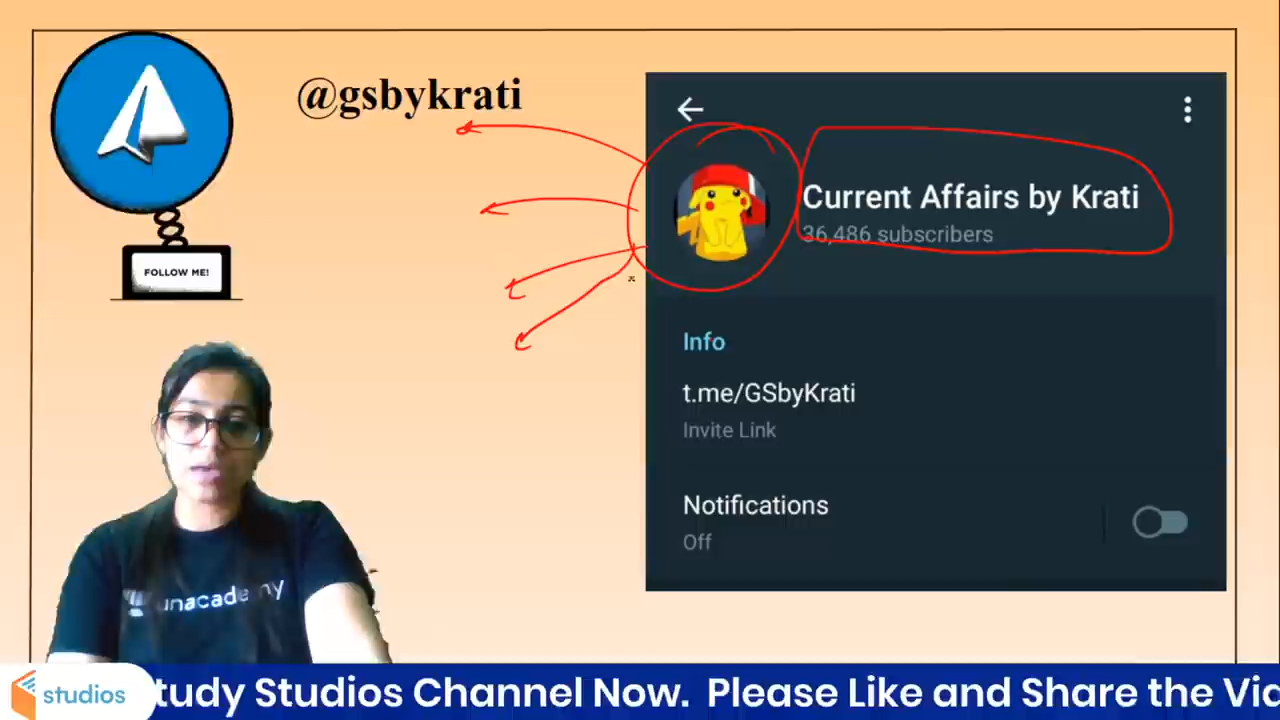 @gsbykrati
FOLLOW ME!
Current Affairs by Krati
36,486 subscribers
Info
t.me/GSbyKrati
Invite Link
Notifications
Off
unacademy
studios
tudy Studios Channel Now. Please Like and Share the Vid